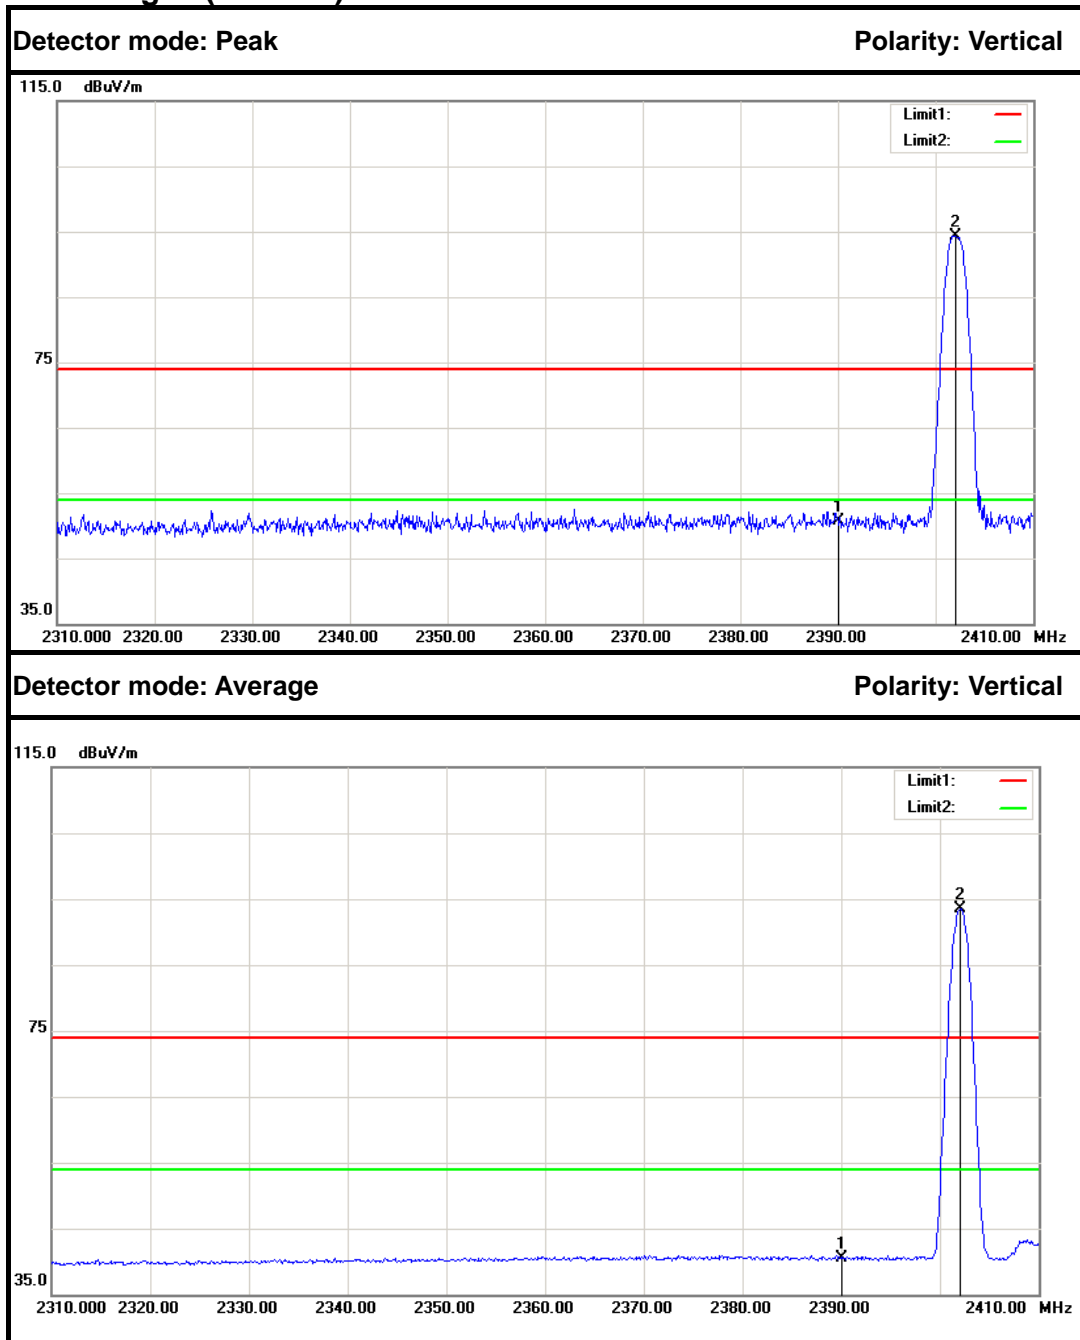 Detector mode: Peak Polarity: Vertical
115.0 dBuV/m
Limit1:
Limit2:
2
75
1
35.0
2310.000 2320.00 2330.00 2340.00 2350.00 2360.00 2370.00 2380.00 2390.00 2410.00 MHz
Detector mode: Average Polarity: Vertical
115.0 dBuV/m
Limit1:
Limit2:
2
75
1
35.0
2310.000 2320.00 2330.00 2340.00 2350.00 2360.00 2370.00 2380.00 2390.00 2410.00 MHz